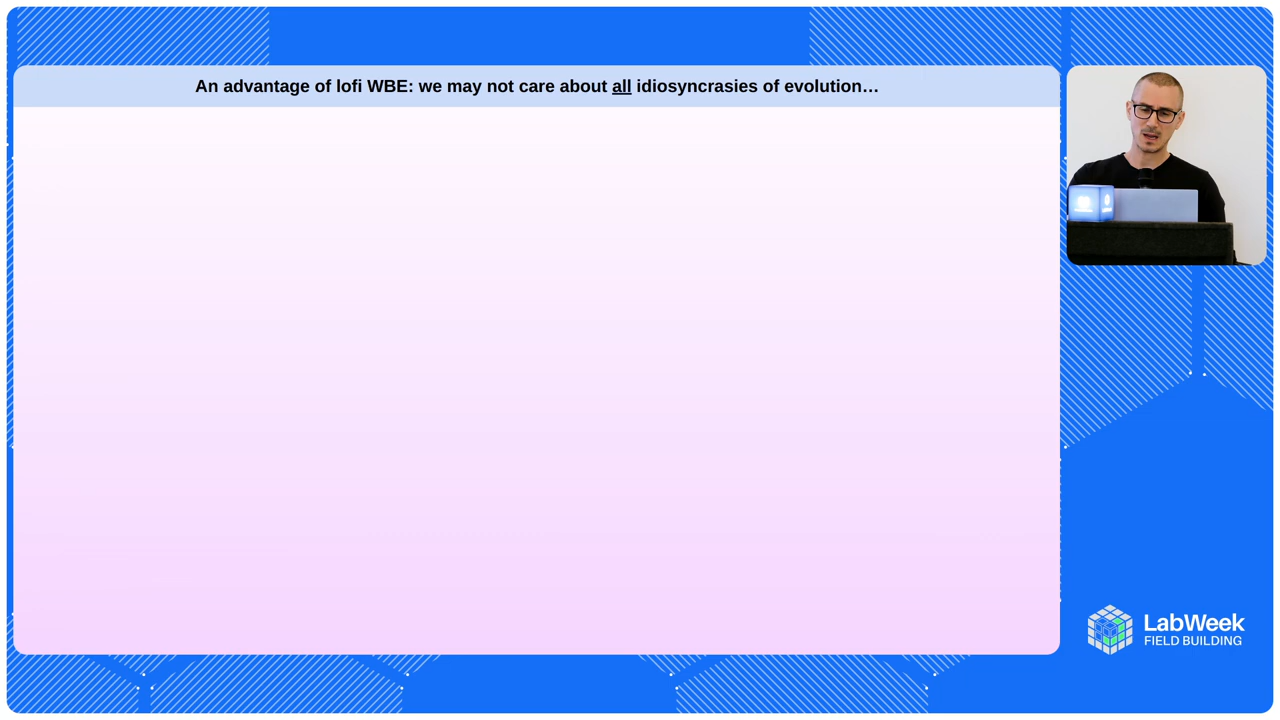 An advantage of lofi WBE: we may not care about all idiosyncrasies of evolution…
LabWeek
FIELD BUILDING